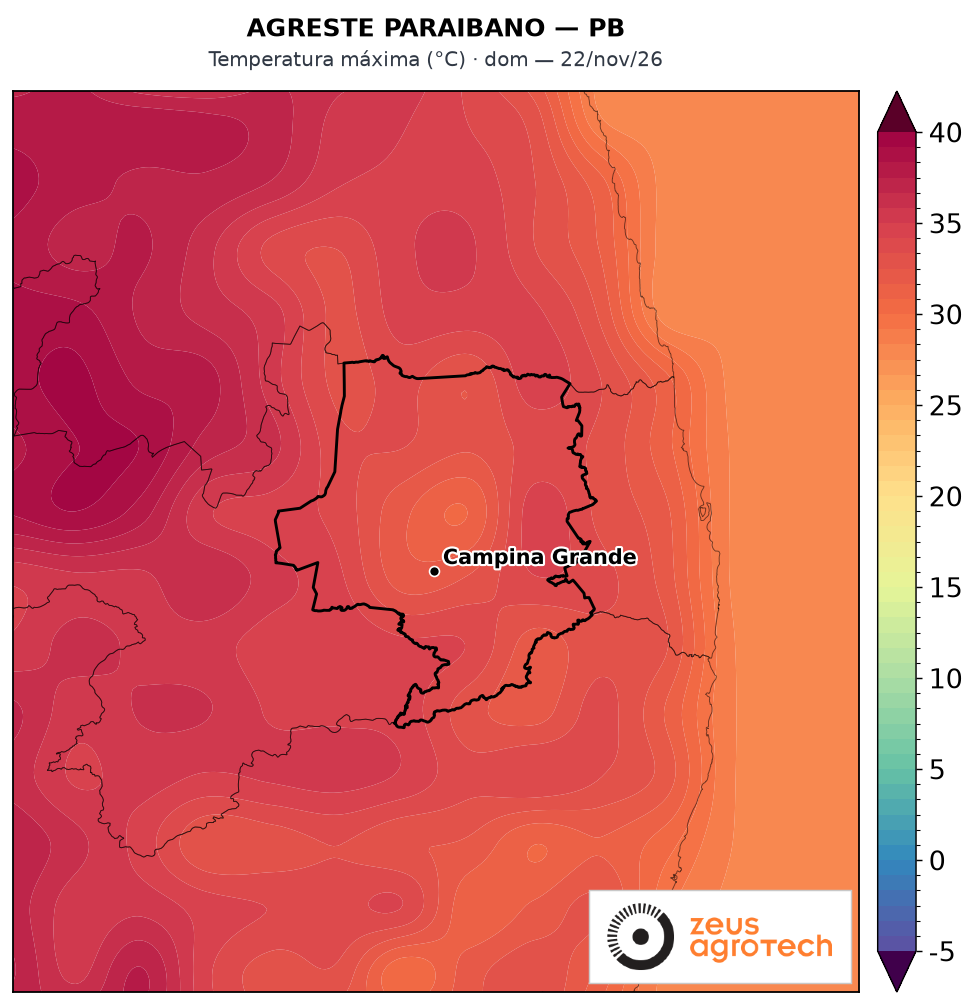 AGRESTE PARAIBANO — PB
Temperatura máxima (°C) · dom — 22/nov/26
40
35
30
25
20
15
10
5
0
-5
Campina Grande
zeus
agrotech